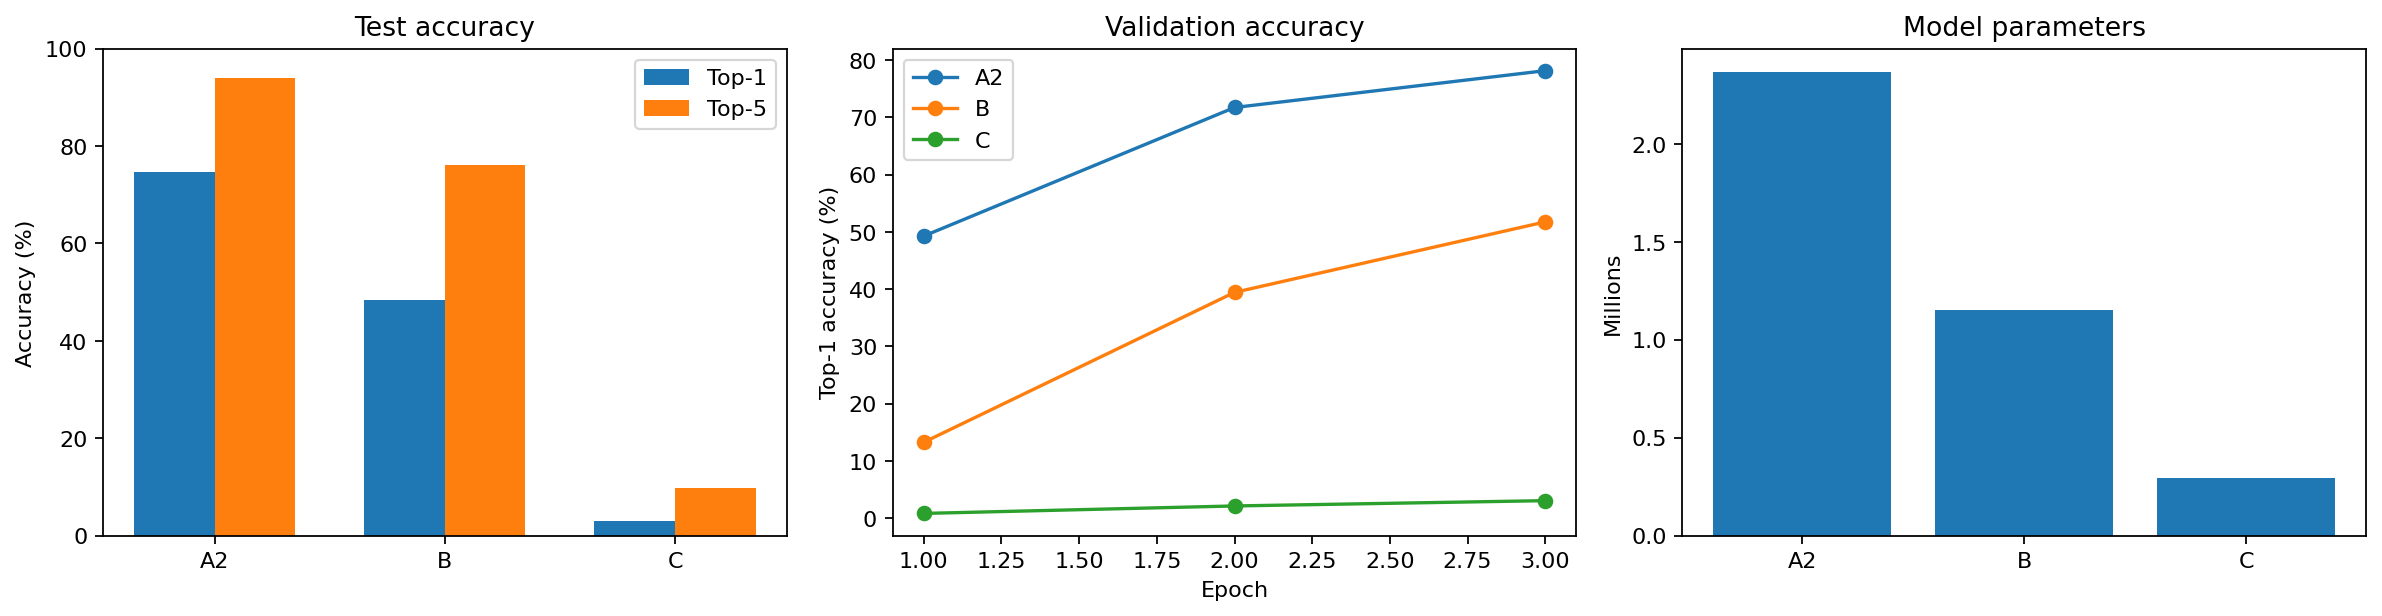 Test accuracy
Accuracy (%)
100
80
60
40
20
0
A2 B C
Top-1
Top-5
Validation accuracy
Top-1 accuracy (%)
80
70
60
50
40
30
20
10
0
1.00 1.25 1.50 1.75 2.00 2.25 2.50 2.75 3.00
Epoch
A2
B
C
Model parameters
Millions
2.0
1.5
1.0
0.5
0.0
A2 B C